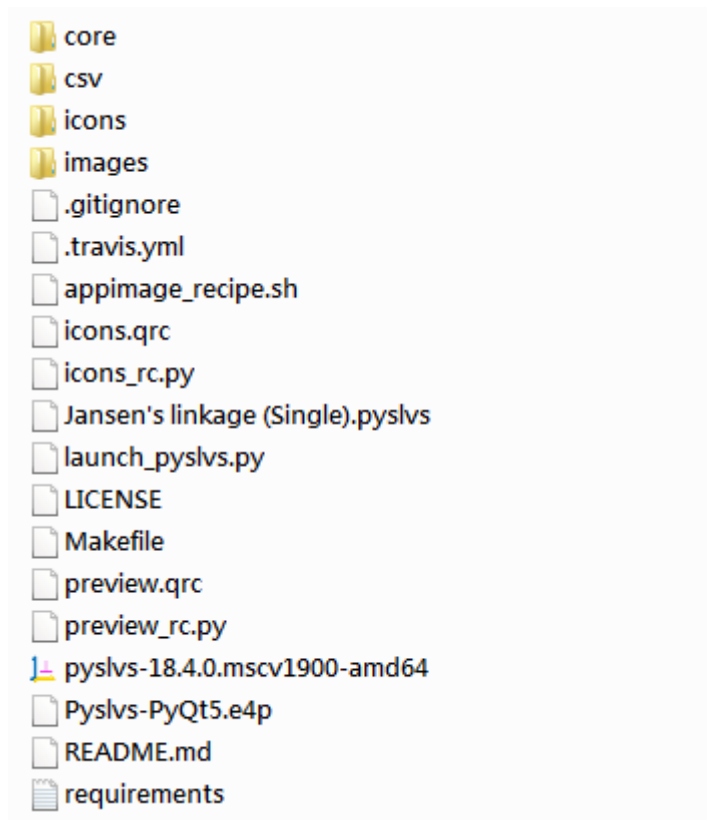 core
csv
icons
images
.gitignore
.travis.yml
appimage_recipe.sh
icons.qrc
icons_rc.py
Jansen's linkage (Single).pyslvs
launch_pyslvs.py
LICENSE
Makefile
preview.qrc
preview_rc.py
pyslvs-18.4.0.mscv1900-amd64
Pyslvs-PyQt5.e4p
README.md
requirements